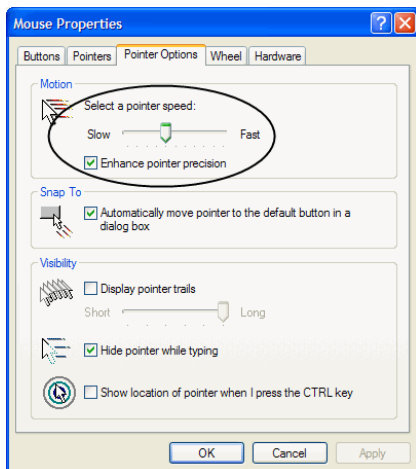 Mouse Properties
Buttons Pointers Pointer Options Wheel Hardware
Motion
Select a pointer speed:
Slow Fast
Enhance pointer precision
Snap To
Automatically move pointer to the default button in a
dialog box
Visibility
Display pointer trails
Short Long
Hide pointer while typing
Show location of pointer when I press the CTRL key
OK Cancel Apply